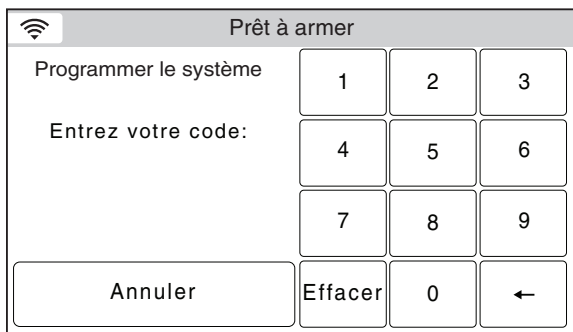 Prêt à armer
Programmer le système
Entrez votre code:
1 2 3
4 5 6
7 8 9
Annuler Effacer 0 ←